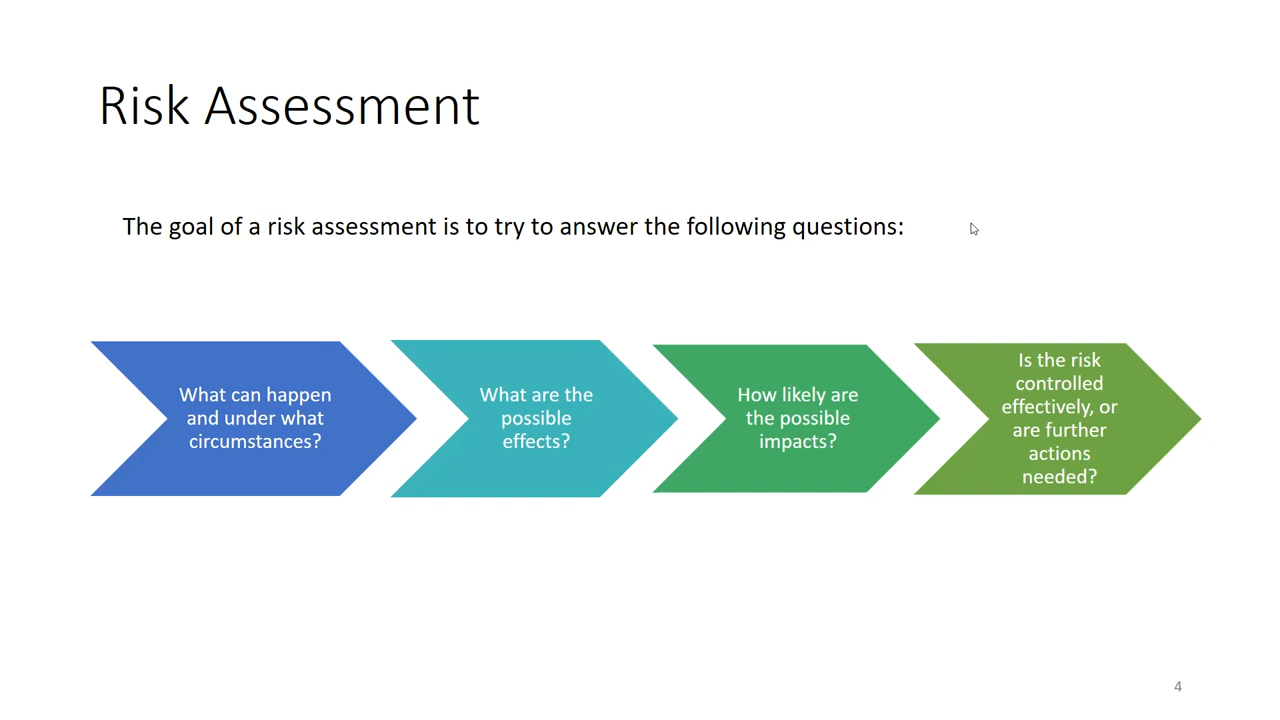 Risk Assessment
The goal of a risk assessment is to try to answer the following questions:
What can happen
and under what
circumstances?
What are the
possible
effects?
How likely are
the possible
impacts?
Is the risk
controlled
effectively, or
are further
actions
needed?
4